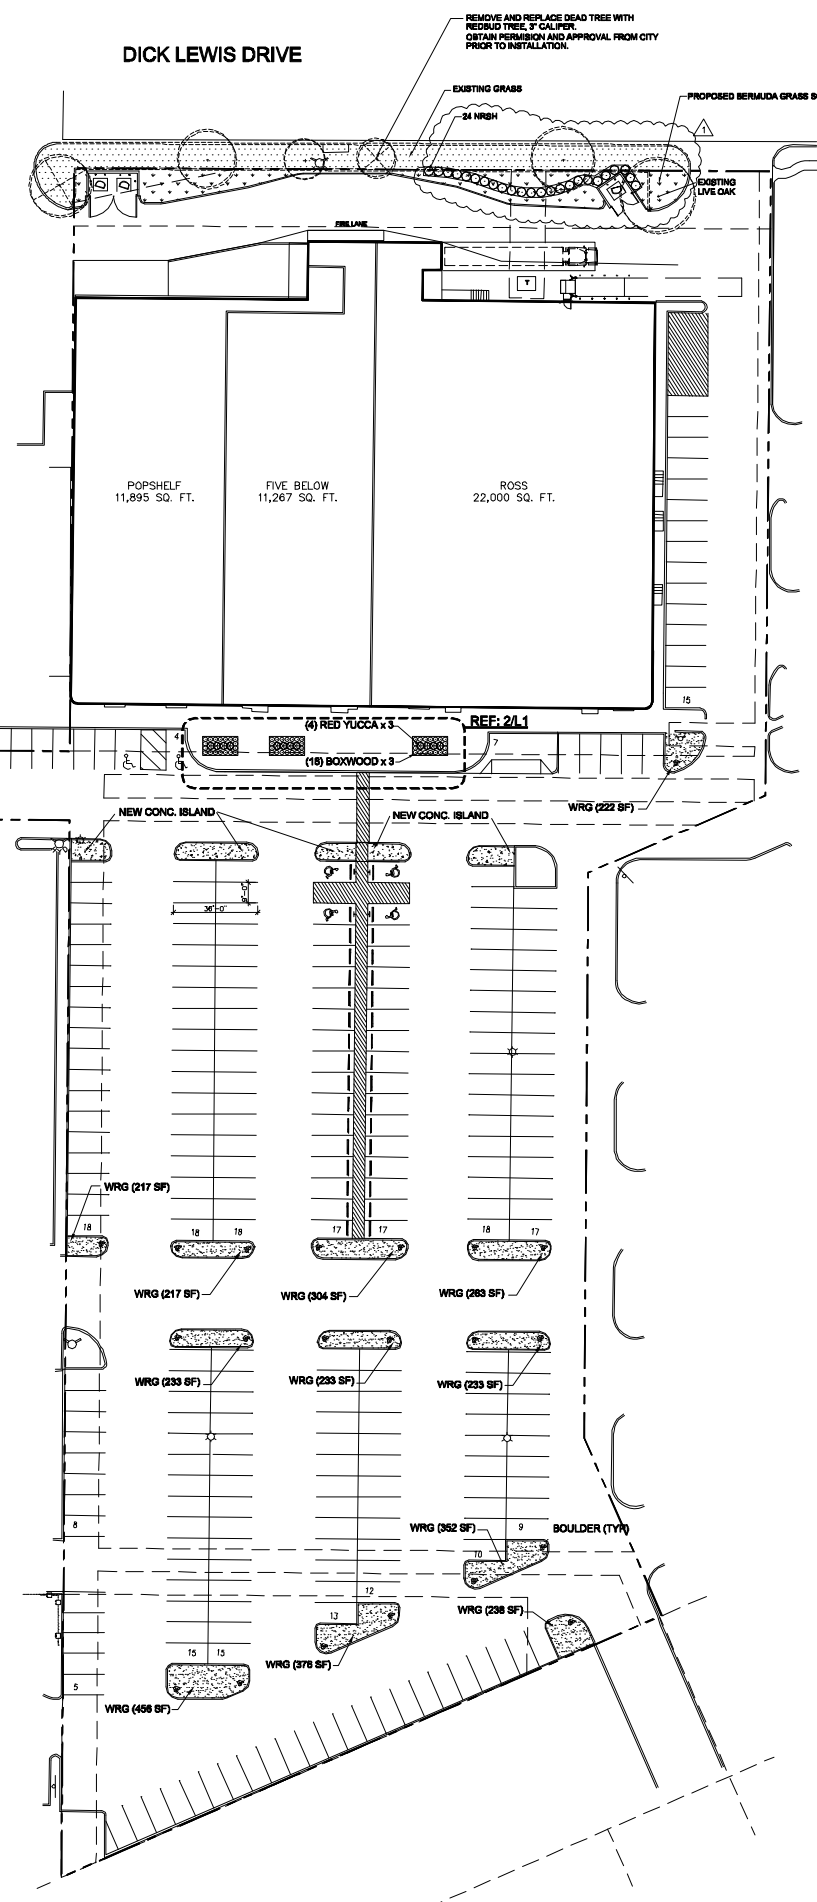 REMOVE AND REPLACE DEAD TREE WITH
REDBUD TREE, 3" CALIPER.
OBTAIN PERMISION AND APPROVAL FROM CITY
PRIOR TO INSTALLATION.
DICK LEWIS DRIVE
EXISTING GRASS
PROPOSED BERMUDA GRASS S
24 NRSH
1
EXISTING
LIVE OAK
FIRE LANE
T
POPSHELF
11,895 SQ. FT.
FIVE BELOW
11,267 SQ. FT.
ROSS
22,000 SQ. FT.
15
(4) RED YUCCA x 3
REF: 2/L1
4
7
(15) BOXWOOD x 3
WRG (222 SF)
NEW CONC. ISLAND
NEW CONC. ISLAND
9'-0"
36'-0"
WRG (217 SF)
18
18
18
17
17
18
17
WRG (217 SF)
WRG (304 SF)
WRG (263 SF)
WRG (233 SF)
WRG (233 SF)
WRG (233 SF)
8
WRG (352 SF)
9
BOULDER (TYP)
10
12
13
WRG (238 SF)
15
15
WRG (376 SF)
5
WRG (456 SF)